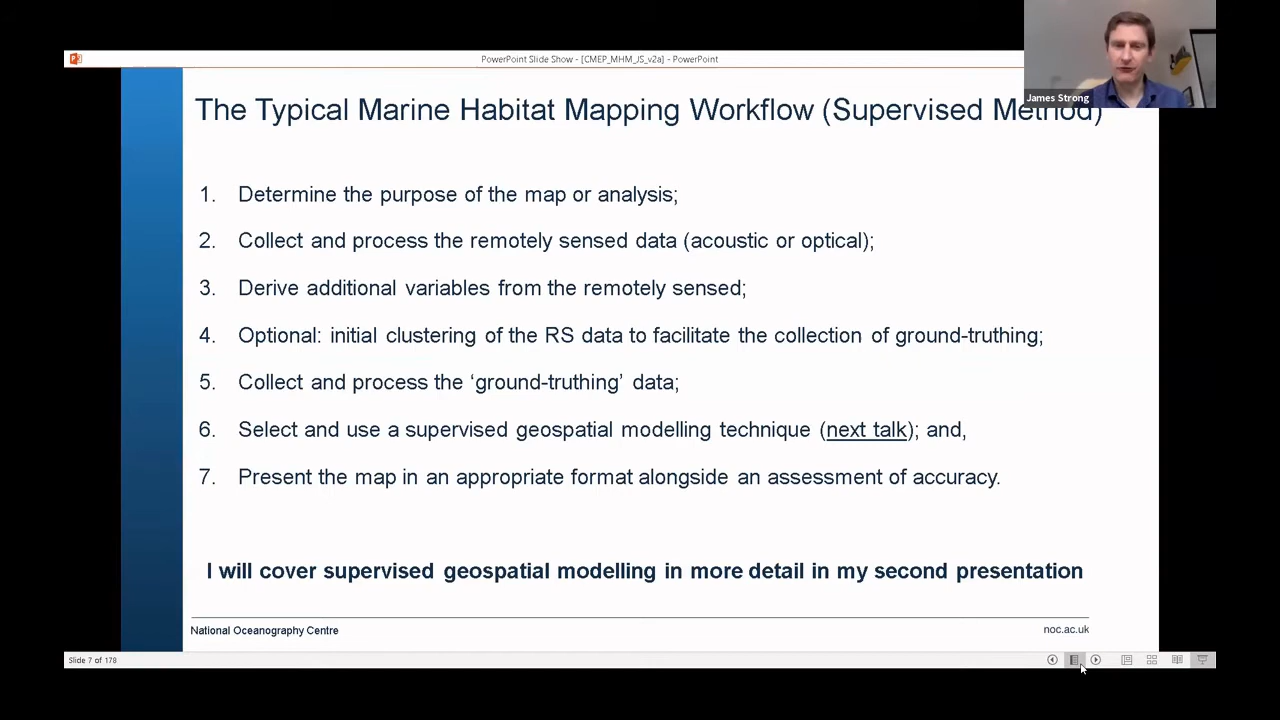 PowerPoint Slide Show - [CMEP_MHM_JS_v2a] - PowerPoint
James Strong
The Typical Marine Habitat Mapping Workflow (Supervised Method)
1. Determine the purpose of the map or analysis;
2. Collect and process the remotely sensed data (acoustic or optical);
3. Derive additional variables from the remotely sensed;
4. Optional: initial clustering of the RS data to facilitate the collection of ground-truthing;
5. Collect and process the ‘ground-truthing’ data;
6. Select and use a supervised geospatial modelling technique (next talk); and,
7. Present the map in an appropriate format alongside an assessment of accuracy.
I will cover supervised geospatial modelling in more detail in my second presentation
National Oceanography Centre
noc.ac.uk
Slide 7 of 178